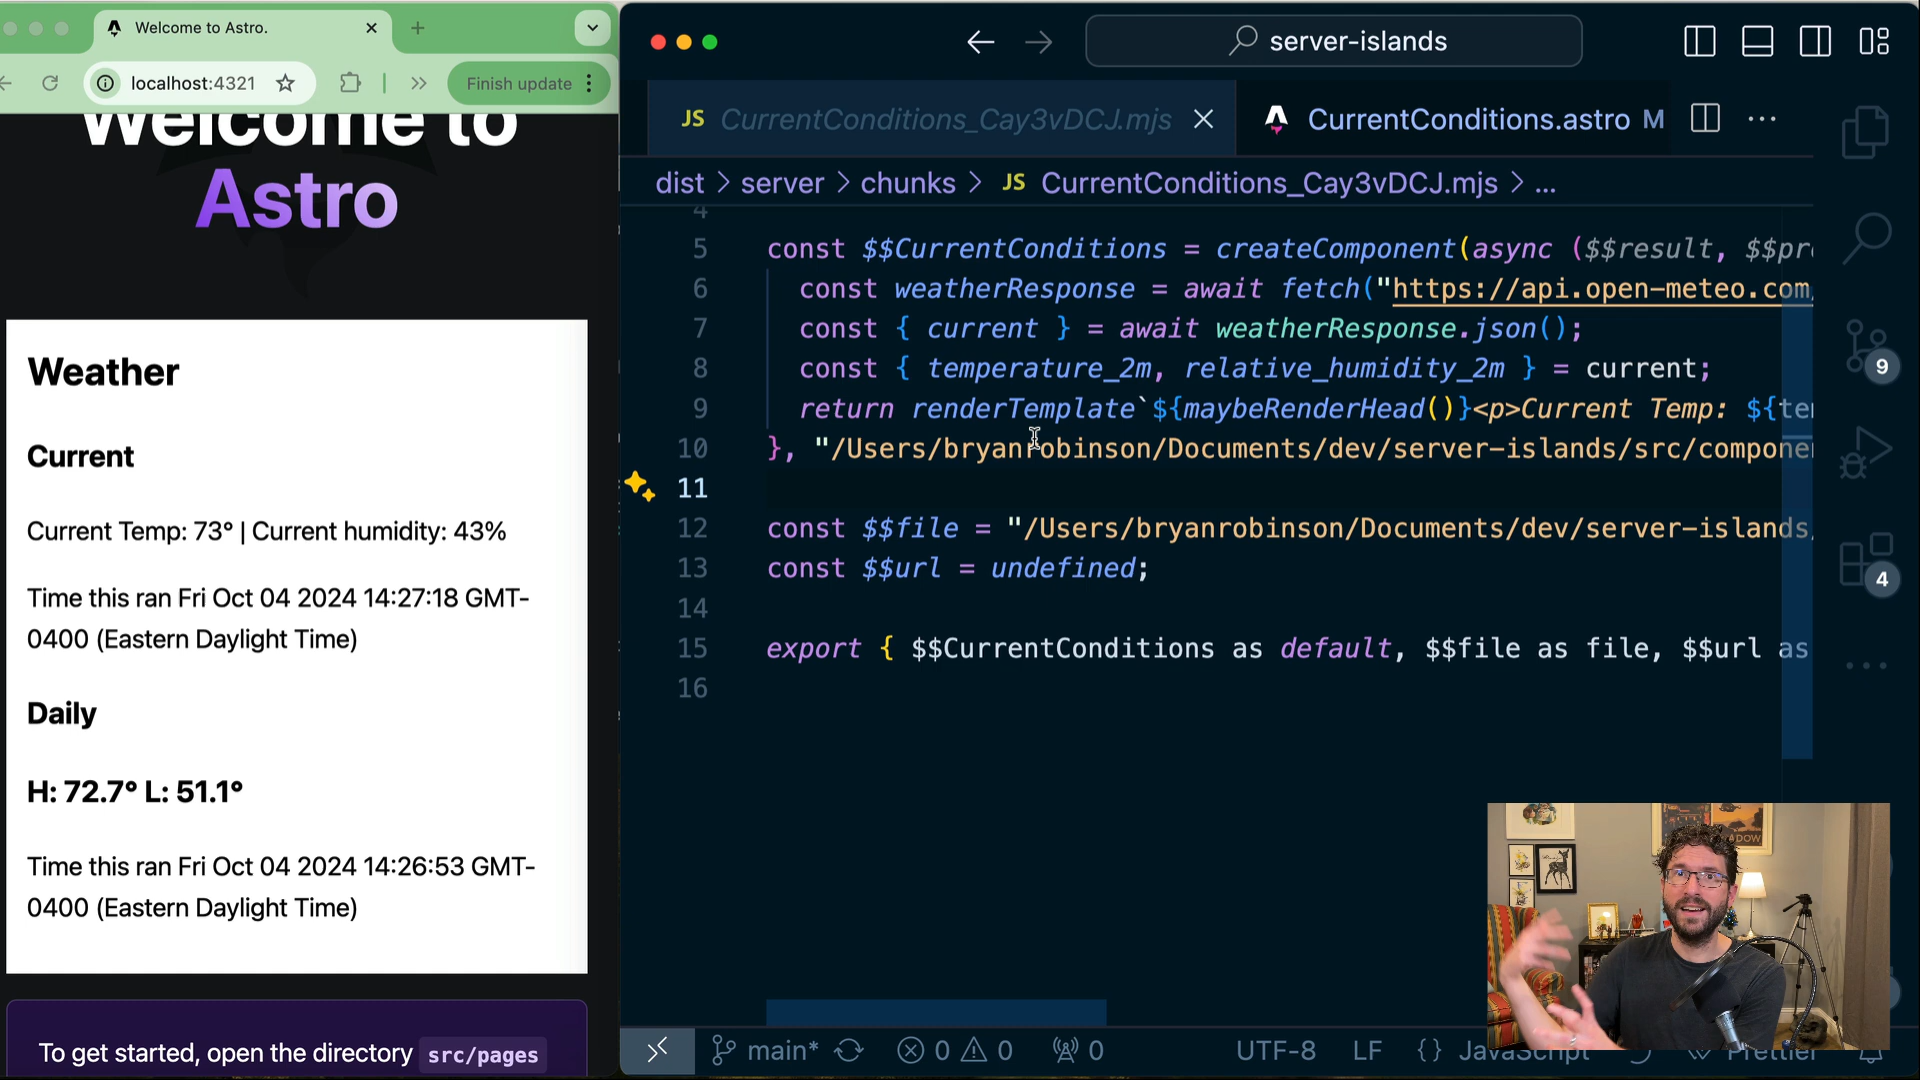 Welcome to Astro.
localhost:4321
Finish update
Welcome to
Astro
Weather
Current
Current Temp: 73° | Current humidity: 43%
Time this ran Fri Oct 04 2024 14:27:18 GMT-
0400 (Eastern Daylight Time)
Daily
H: 72.7° L: 51.1°
Time this ran Fri Oct 04 2024 14:26:53 GMT-
0400 (Eastern Daylight Time)
To get started, open the directory src/pages
server-islands
JS CurrentConditions_Cay3vDCJ.mjs
CurrentConditions.astro M
dist > server > chunks > JS CurrentConditions_Cay3vDCJ.mjs > ...
4
5 const $$CurrentConditions = createComponent(async ($$result, $$pr
6 const weatherResponse = await fetch("https://api.open-meteo.com
7 const { current } = await weatherResponse.json();
8 const { temperature_2m, relative_humidity_2m } = current;
9 return renderTemplate`${maybeRenderHead()}<p>Current Temp: ${te
10 }, "/Users/bryanrobinson/Documents/dev/server-islands/src/compone
11
12 const $$file = "/Users/bryanrobinson/Documents/dev/server-islands
13 const $$url = undefined;
14
15 export { $$CurrentConditions as default, $$file as file, $$url as
16
9
4
main* 0 0 0
UTF-8 LF {} JavaScript Prettier
ADOW